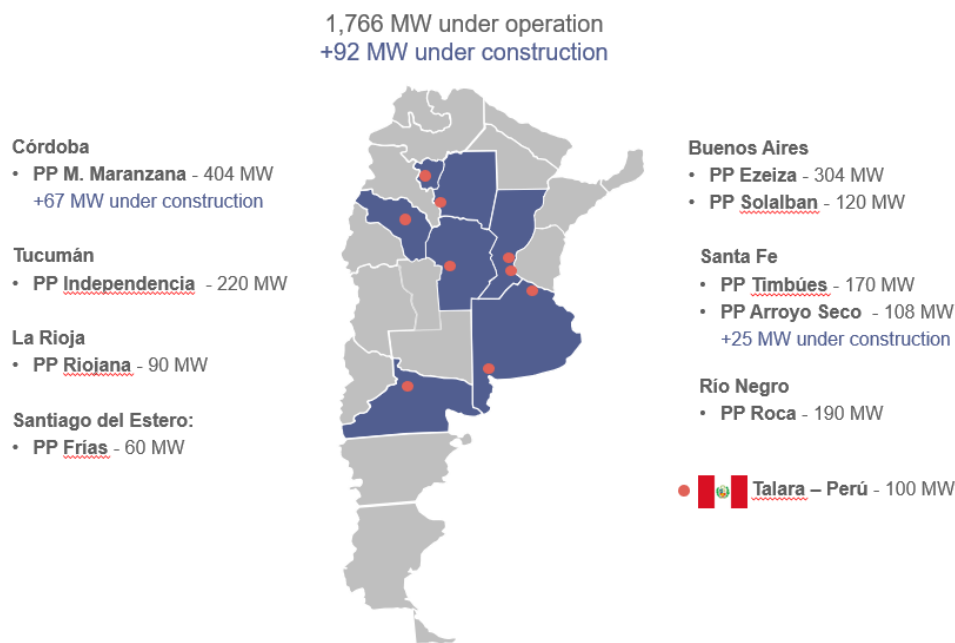 1,766 MW under operation
+92 MW under construction
Córdoba
• PP M. Maranzana - 404 MW
+67 MW under construction
Tucumán
• PP Independencia - 220 MW
La Rioja
• PP Riojana - 90 MW
Santiago del Estero:
• PP Frías - 60 MW
Buenos Aires
• PP Ezeiza - 304 MW
• PP Solalban - 120 MW
Santa Fe
• PP Timbúes - 170 MW
• PP Arroyo Seco - 108 MW
+25 MW under construction
Río Negro
• PP Roca - 190 MW
Talara – Perú - 100 MW